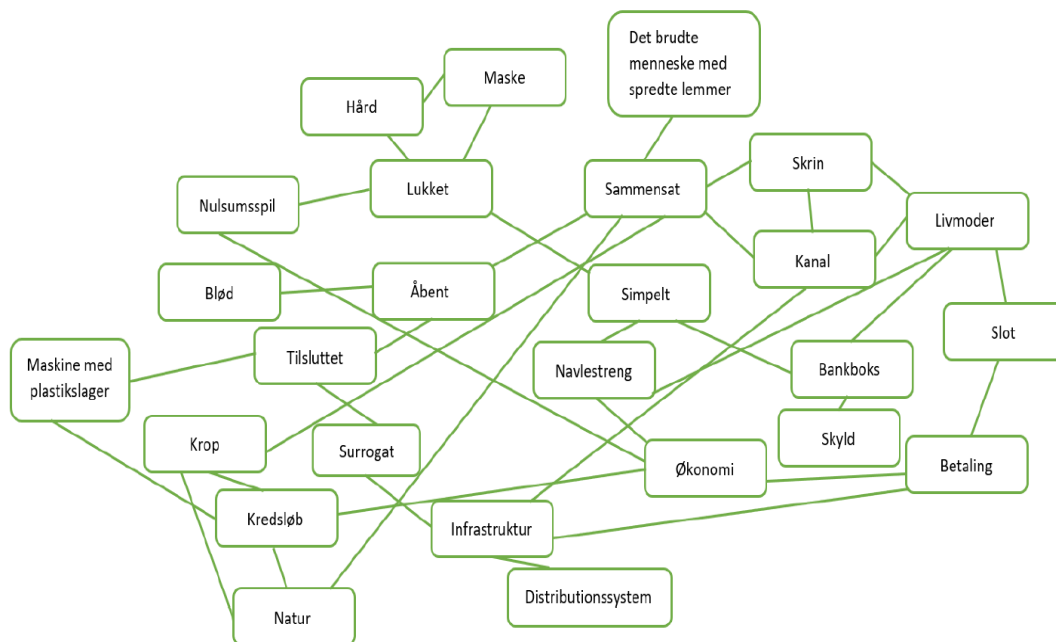 Det brudte
menneske med
spredte lemmer
Maske
Hård
Skrin
Lukket
Sammensat
Nulsumsspil
Livmoder
Kanal
Blød
Åbent
Simpelt
Slot
Tilsluttet
Maskine med
plastikslager
Navlestreng
Bankboks
Krop
Surrogat
Skyld
Økonomi
Betaling
Kredsløb
Infrastruktur
Distributionssystem
Natur